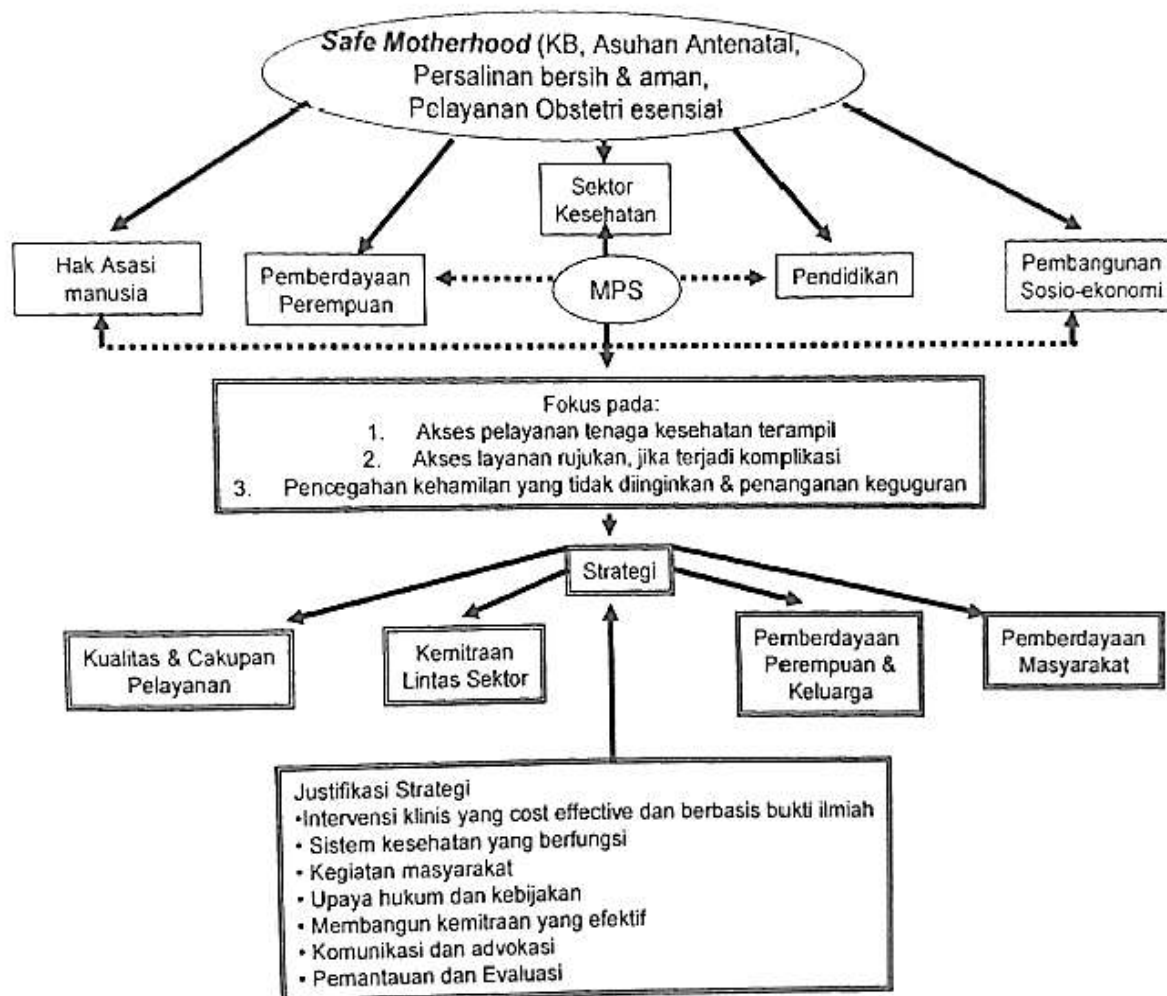 Safe Motherhood (KB, Asuhan Antenatal,
Persalinan bersih & aman,
Pelayanan Obstetri esensial
Sektor
Kesehatan
Hak Asasi
manusia
Pemberdayaan
Perempuan
MPS
Pendidikan
Pembangunan
Sosio-ekonomi
Fokus pada:
1. Akses pelayanan tenaga kesehatan terampil
2. Akses layanan rujukan, jika terjadi komplikasi
3. Pencegahan kehamilan yang tidak diinginkan & penanganan keguguran
Strategi
Kualitas & Cakupan
Pelayanan
Kemitraan
Lintas Sektor
Pemberdayaan
Perempuan &
Keluarga
Pemberdayaan
Masyarakat
Justifikasi Strategi
•Intervensi klinis yang cost effective dan berbasis bukti ilmiah
• Sistem kesehatan yang berfungsi
• Kegiatan masyarakat
• Upaya hukum dan kebijakan
• Membangun kemitraan yang efektif
• Komunikasi dan advokasi
• Pemantauan dan Evaluasi